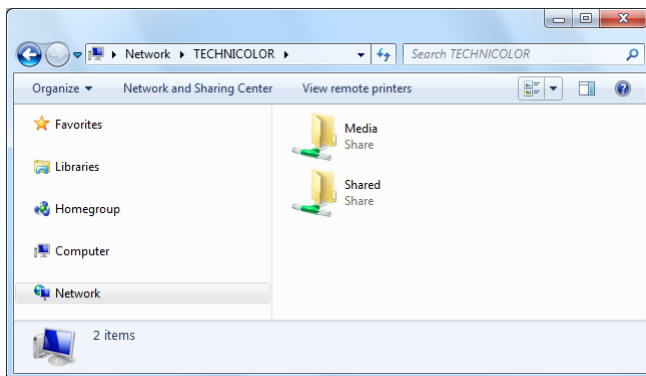 Network ▸ TECHNICOLOR ▸
Search TECHNICOLOR
Organize
Network and Sharing Center
View remote printers
Favorites
Libraries
Homegroup
Computer
Network
Media
Share
Shared
Share
2 items